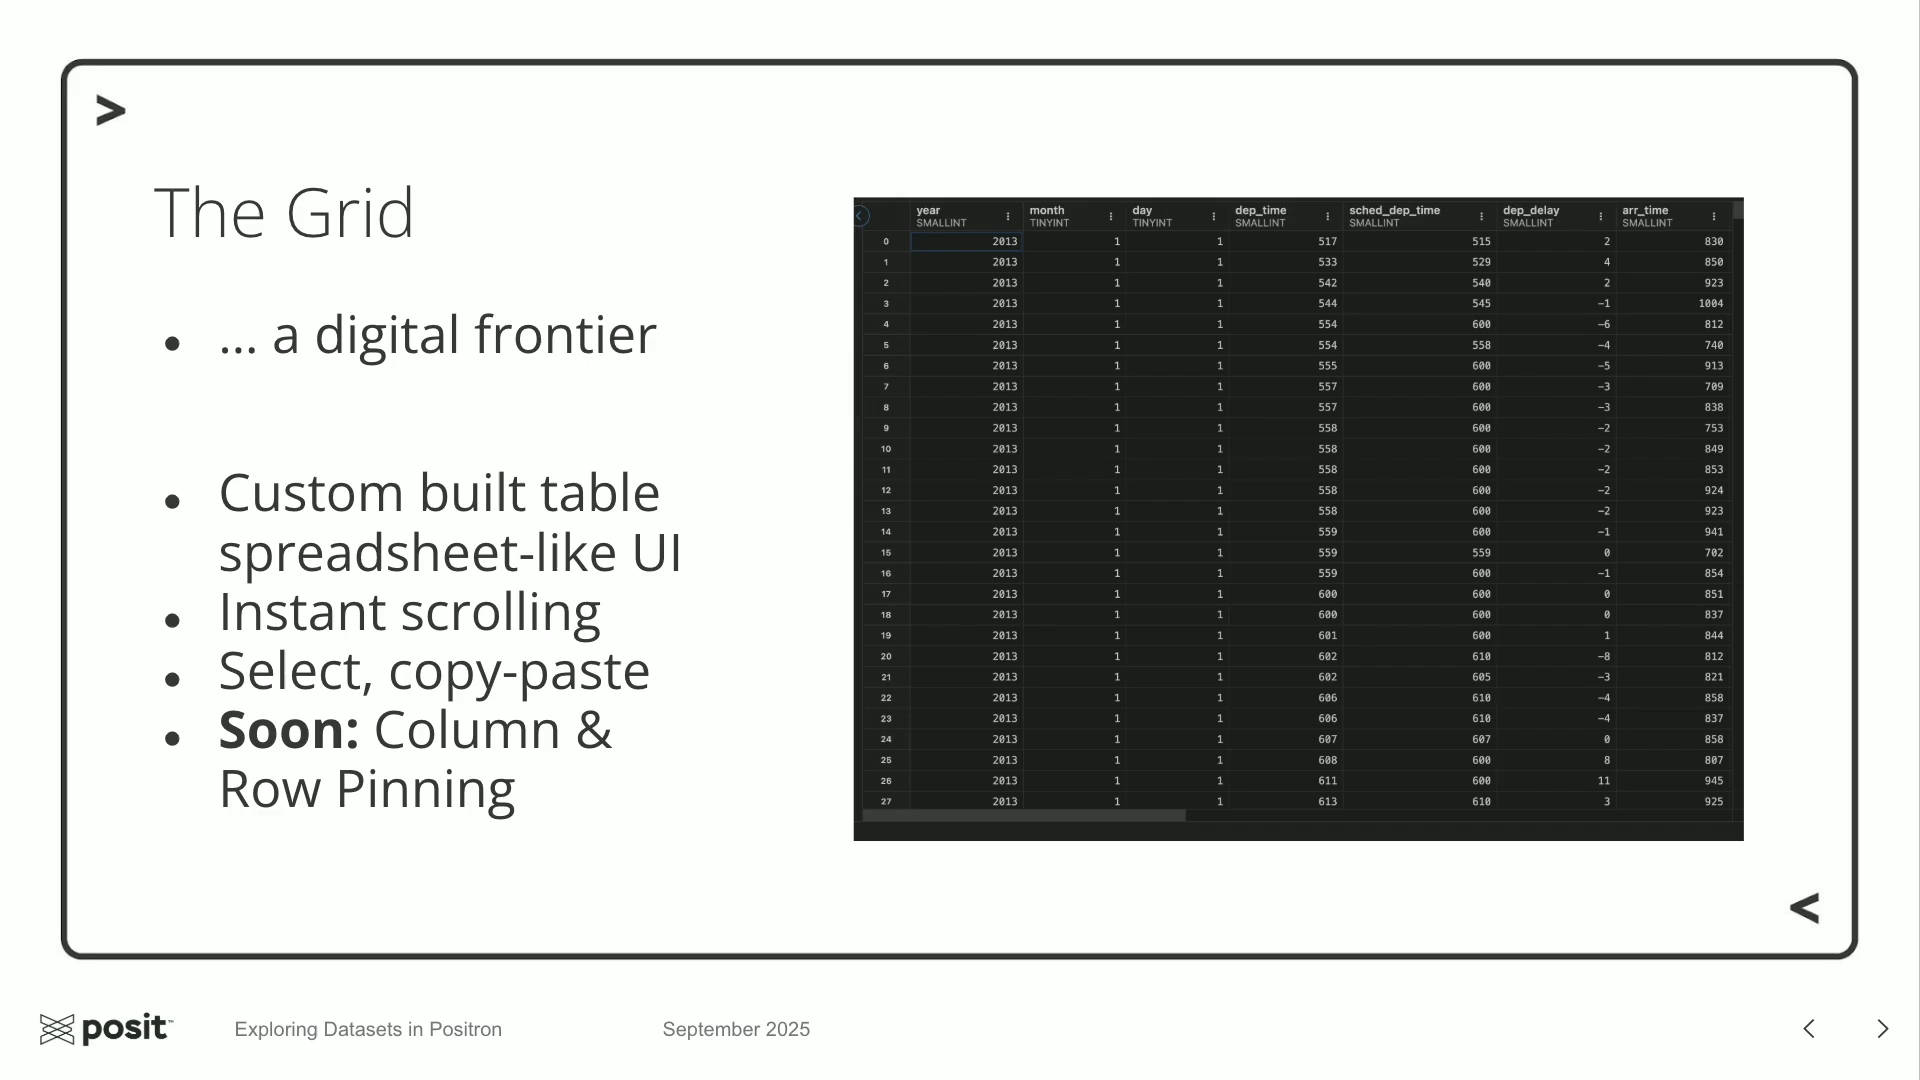 >
The Grid
● … a digital frontier
● Custom built table
spreadsheet-like UI
● Instant scrolling
● Select, copy-paste
● Soon: Column &
Row Pinning
year month day dep_time sched_dep_time dep_delay arr_time
SMALLINT TINYINT TINYINT SMALLINT SMALLINT SMALLINT SMALLINT
0 2013 1 1 517 515 2 830
1 2013 1 1 533 529 4 850
2 2013 1 1 542 540 2 923
3 2013 1 1 544 545 −1 1004
4 2013 1 1 554 600 −6 812
5 2013 1 1 554 558 −4 740
6 2013 1 1 555 600 −5 913
7 2013 1 1 557 600 −3 709
8 2013 1 1 557 600 −3 838
9 2013 1 1 558 600 −2 753
10 2013 1 1 558 600 −2 849
11 2013 1 1 558 600 −2 853
12 2013 1 1 558 600 −2 924
13 2013 1 1 558 600 −2 923
14 2013 1 1 559 600 −1 941
15 2013 1 1 559 559 0 702
16 2013 1 1 559 600 −1 854
17 2013 1 1 600 600 0 851
18 2013 1 1 600 600 0 837
19 2013 1 1 601 600 1 844
20 2013 1 1 602 610 −8 812
21 2013 1 1 602 605 −3 821
22 2013 1 1 606 610 −4 858
23 2013 1 1 606 610 −4 837
24 2013 1 1 607 607 0 858
25 2013 1 1 608 600 8 807
26 2013 1 1 611 600 11 945
27 2013 1 1 613 610 3 925
<
posit™ Exploring Datasets in Positron September 2025